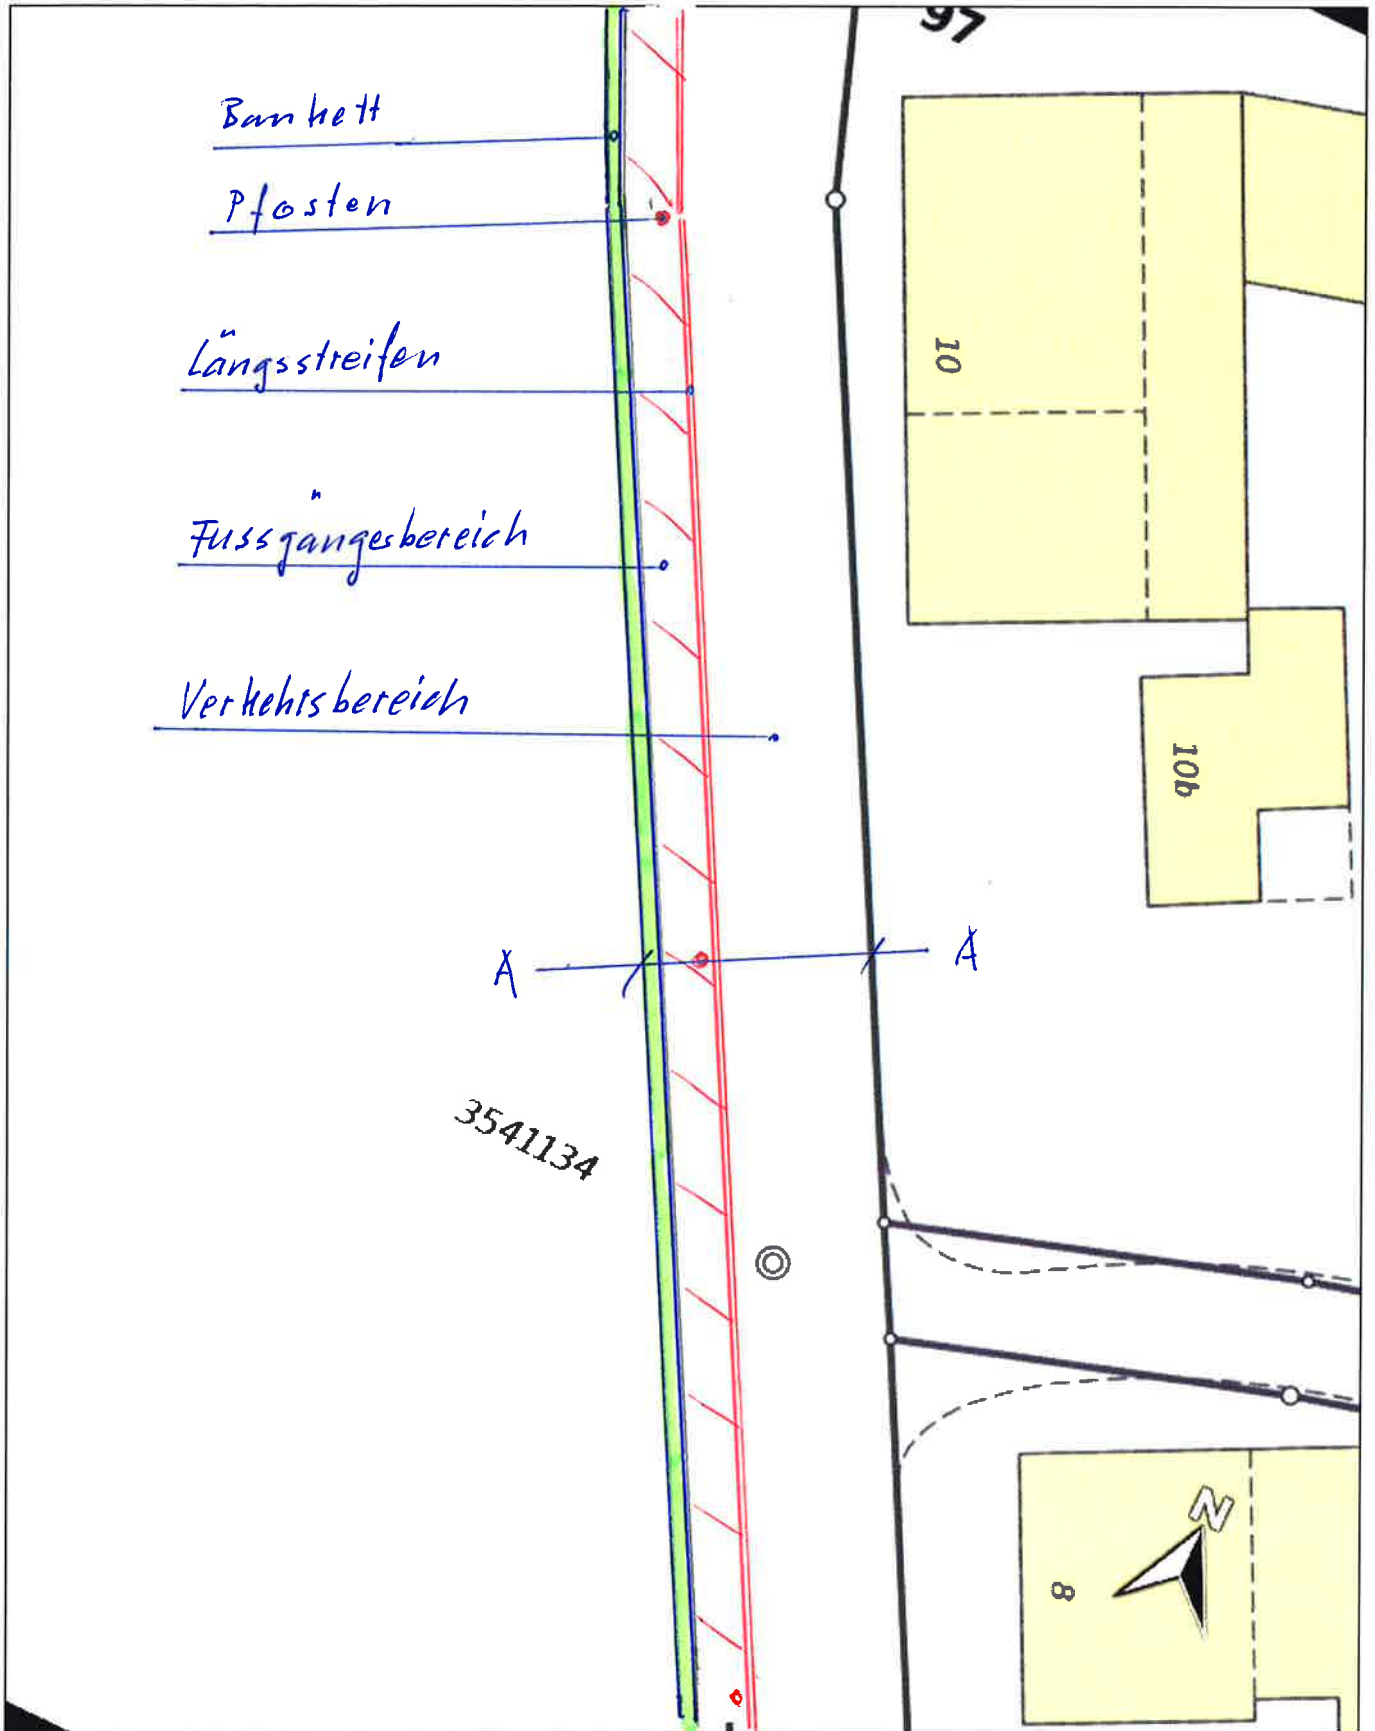 97
Bankett
Pfosten
Längsstreifen
10
Fussgängerbereich
Verkehrsbereich
10b
A
A
3541134
N
8